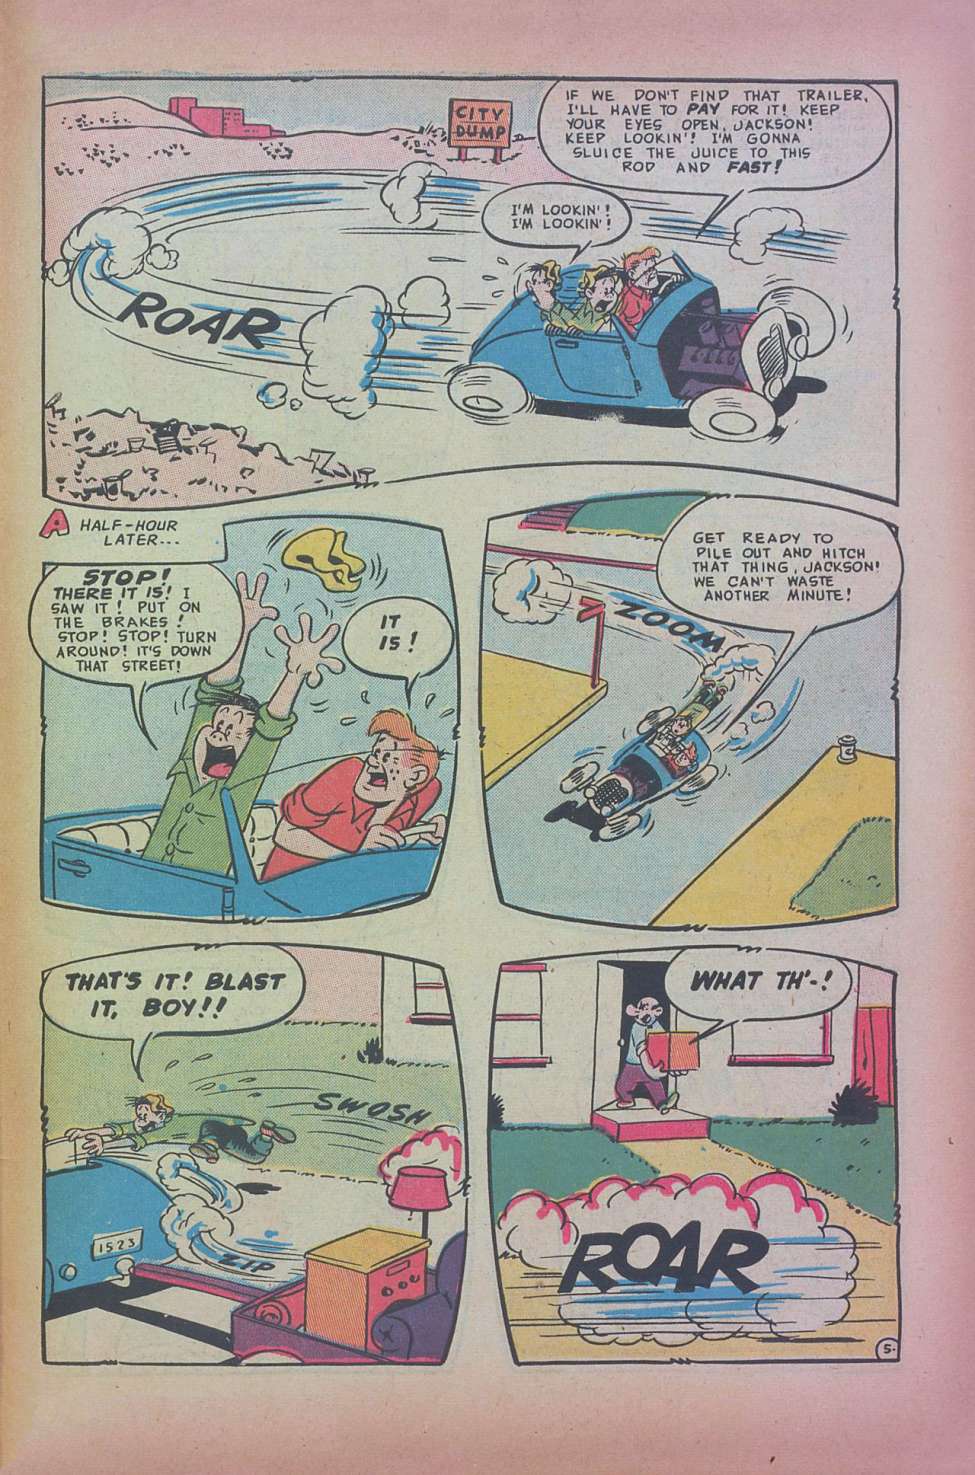 CITY
DUMP
IF WE DON'T FIND THAT TRAILER,
I'LL HAVE TO PAY FOR IT! KEEP
YOUR EYES OPEN, JACKSON!
KEEP LOOKIN'! I'M GONNA
SLUICE THE JUICE TO THIS
ROD AND FAST!
I'M LOOKIN'!
I'M LOOKIN'!
ROAR
A HALF-HOUR
LATER...
STOP!
THERE IT IS! I
SAW IT! PUT ON
THE BRAKES!
STOP! STOP! TURN
AROUND! IT'S DOWN
THAT STREET!
IT
IS!
GET READY TO
PILE OUT AND HITCH
THAT THING, JACKSON!
WE CAN'T WASTE
ANOTHER MINUTE!
ZOOM
THAT'S IT! BLAST
IT, BOY!!
SWOSH
1523
ZIP
WHAT TH'-!
ROAR
5-